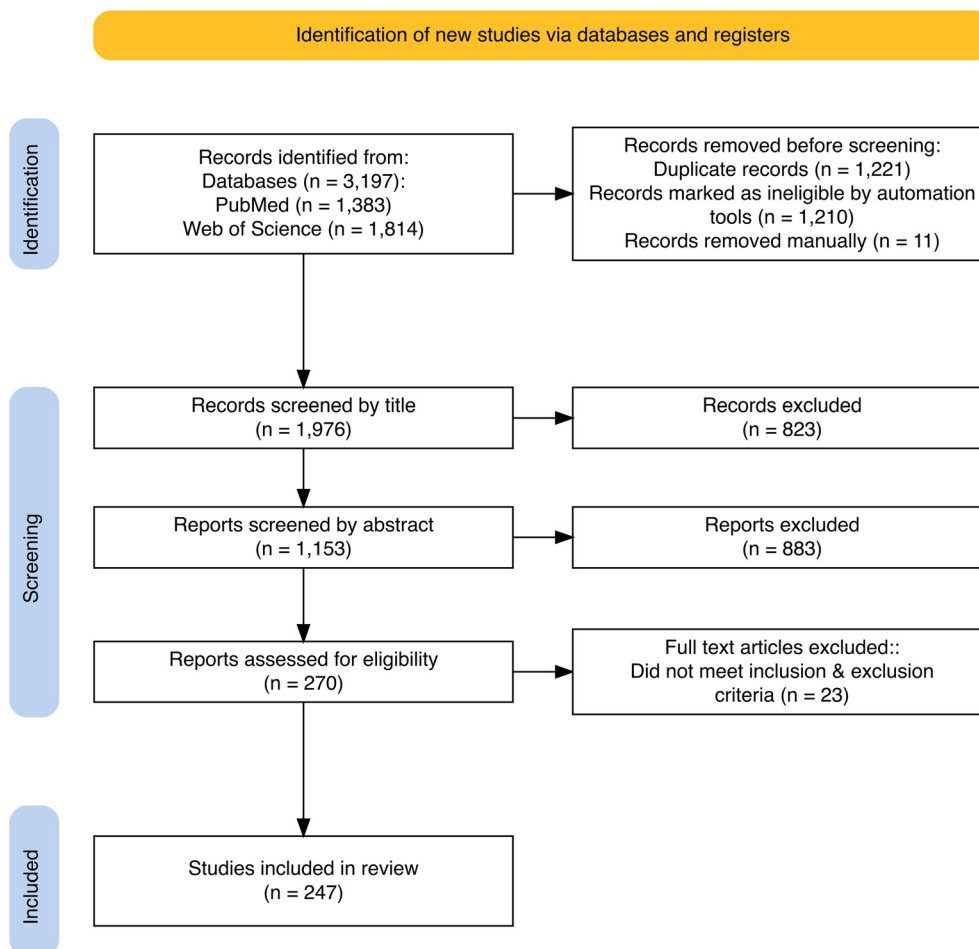 Identification of new studies via databases and registers
Identification
Records identified from:
Databases (n = 3,197):
PubMed (n = 1,383)
Web of Science (n = 1,814)
Records removed before screening:
Duplicate records (n = 1,221)
Records marked as ineligible by automation
tools (n = 1,210)
Records removed manually (n = 11)
Screening
Records screened by title
(n = 1,976)
Records excluded
(n = 823)
Reports screened by abstract
(n = 1,153)
Reports excluded
(n = 883)
Reports assessed for eligibility
(n = 270)
Full text articles excluded::
Did not meet inclusion & exclusion
criteria (n = 23)
Included
Studies included in review
(n = 247)